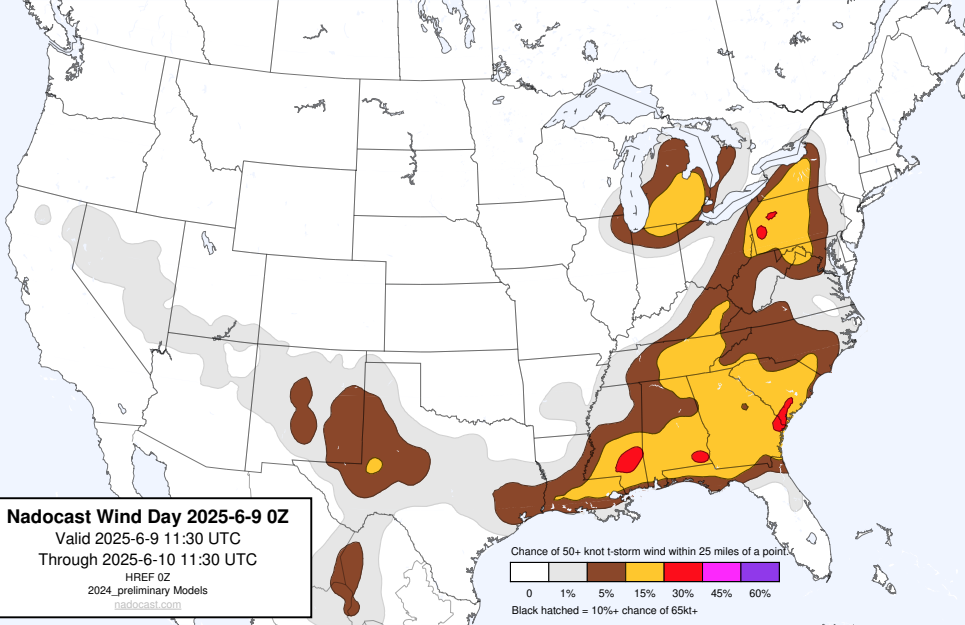 Nadocast Wind Day 2025-6-9 0Z
Valid 2025-6-9 11:30 UTC
Through 2025-6-10 11:30 UTC
HREF 0Z
2024_preliminary Models
nadocast.com
Chance of 50+ knot t-storm wind within 25 miles of a point.
0 1% 5% 15% 30% 45% 60%
Black hatched = 10%+ chance of 65kt+